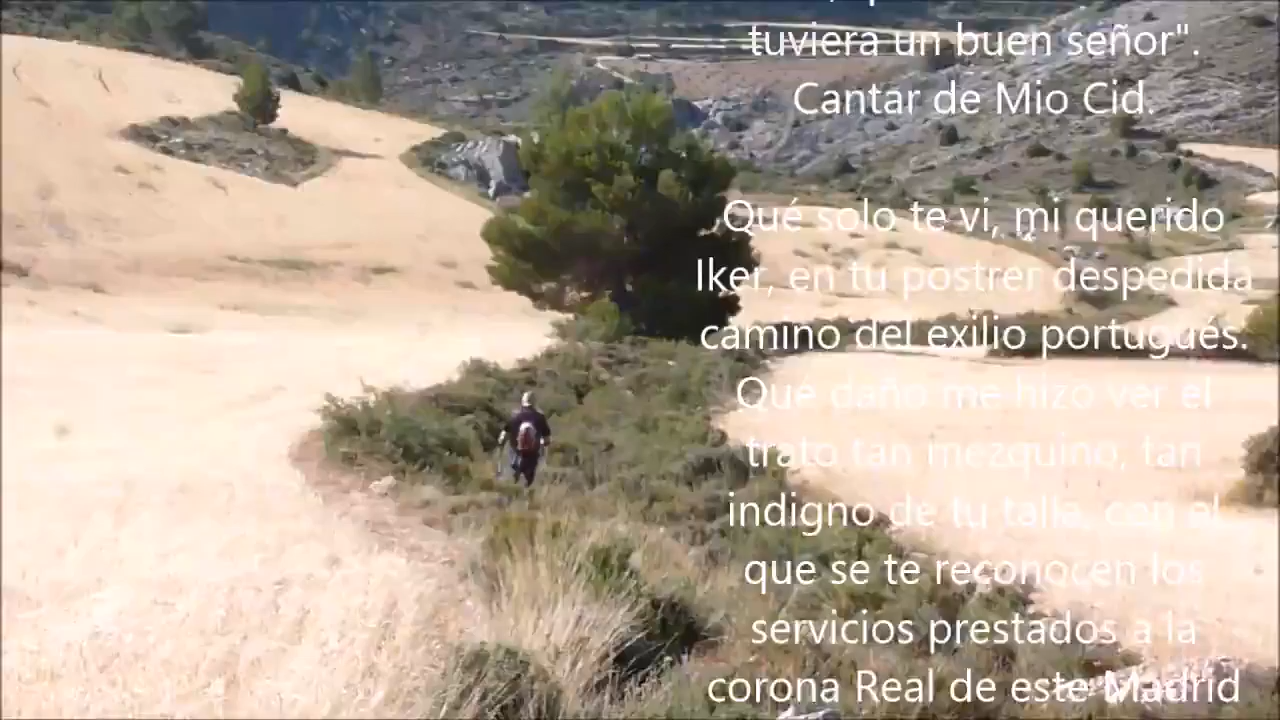 tuviera un buen señor".
Cantar de Mio Cid.
Qué solo te vi, mi querido
Iker, en tu postrer despedida
camino del exilio portugués.
Qué daño me hizo ver el
trato tan mezquino, tan
indigno de tu talla, con el
que se te reconocen los
servicios prestados a la
corona Real de este Madrid